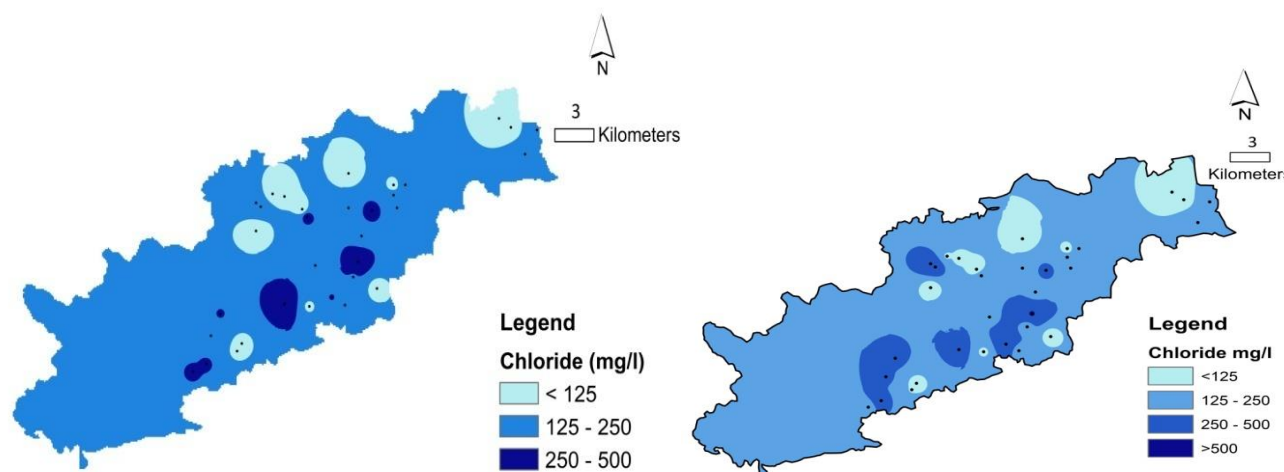 N
3
Kilometers
Legend
Chloride (mg/l)
< 125
125 - 250
250 - 500
N
3
Kilometers
Legend
Chloride mg/l
<125
125 - 250
250 - 500
>500